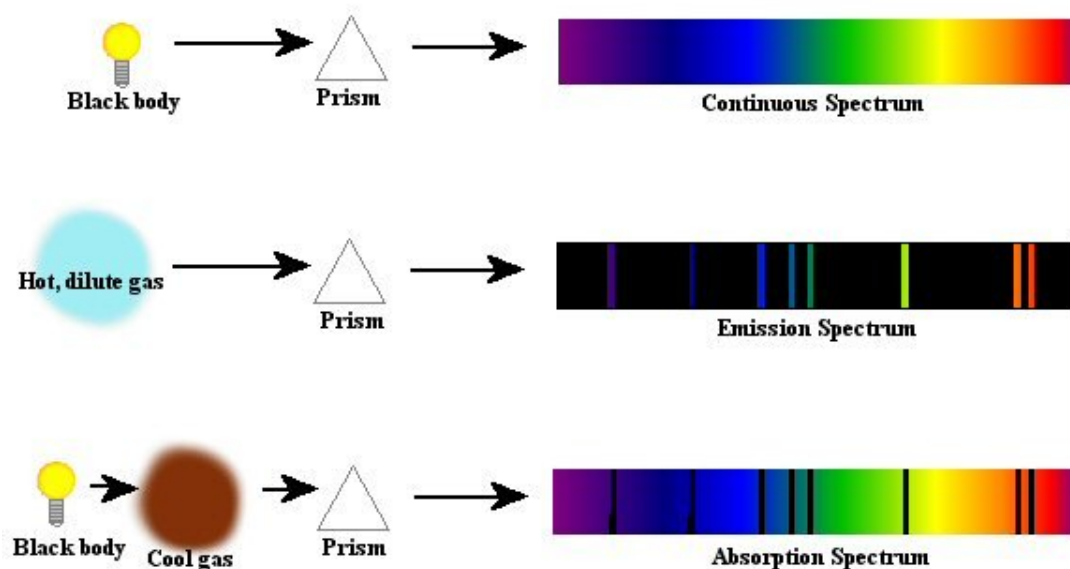 Black body
Prism
Continuous Spectrum
Hot, dilute gas
Prism
Emission Spectrum
Black body
Cool gas
Prism
Absorption Spectrum